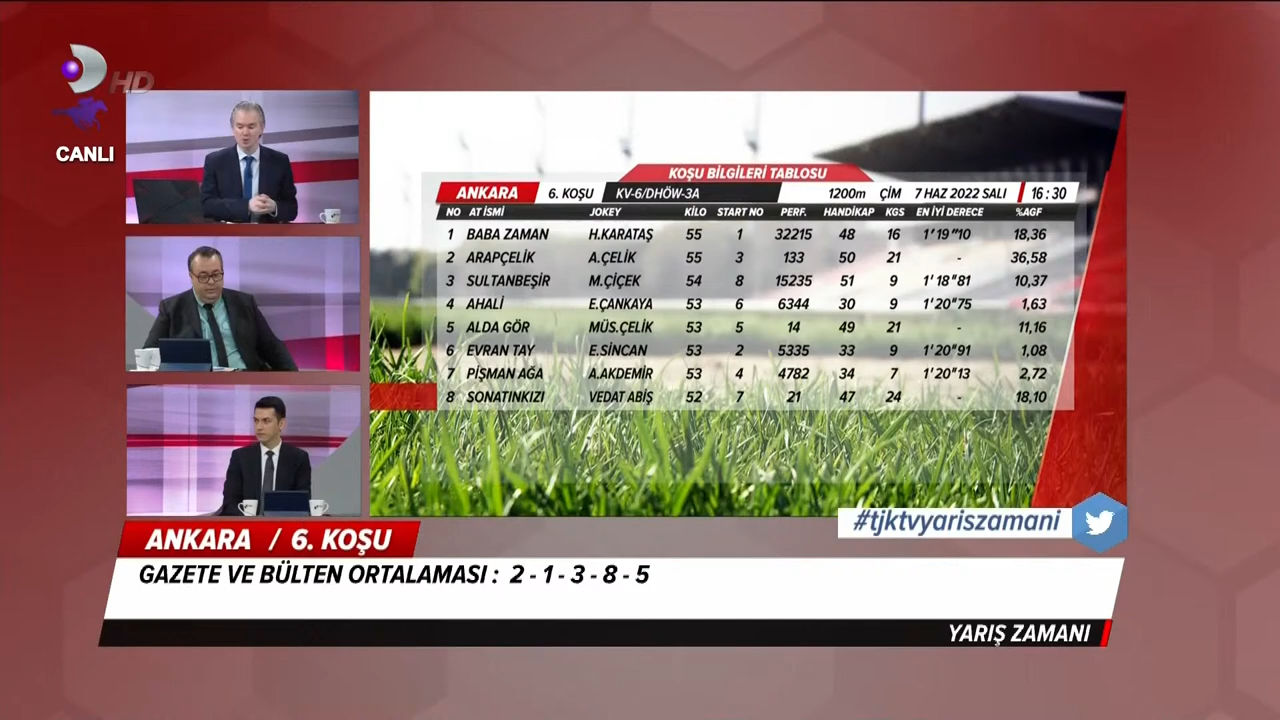 HD
CANLI
KOŞU BİLGİLERİ TABLOSU
ANKARA 6. KOŞU KV-6/DHÖW-3A 1200m ÇİM 7 HAZ 2022 SALI 16 : 30
NO AT İSMİ JOKEY KİLO START NO PERF. HANDİKAP KGS EN İYİ DERECE %AGF
1 BABA ZAMAN H.KARATAŞ 55 1 32215 48 16 1'19"10 18,36
2 ARAPÇELİK A.ÇELİK 55 3 133 50 21 - 36,58
3 SULTANBEŞİR M.ÇİÇEK 54 8 15235 51 9 1'18"81 10,37
4 AHALİ E.ÇANKAYA 53 6 6344 30 9 1'20"75 1,63
5 ALDA GÖR MÜS.ÇELİK 53 5 14 49 21 - 11,16
6 EVRAN TAY E.SİNCAN 53 2 5335 33 9 1'20"91 1,08
7 PİŞMAN AĞA A.AKDEMİR 53 4 4782 34 7 1'20"13 2,72
8 SONATINKIZI VEDAT ABİŞ 52 7 21 47 24 - 18,10
#tjktvyariszamani
ANKARA / 6. KOŞU
GAZETE VE BÜLTEN ORTALAMASI : 2 - 1 - 3 - 8 - 5
YARIŞ ZAMANI